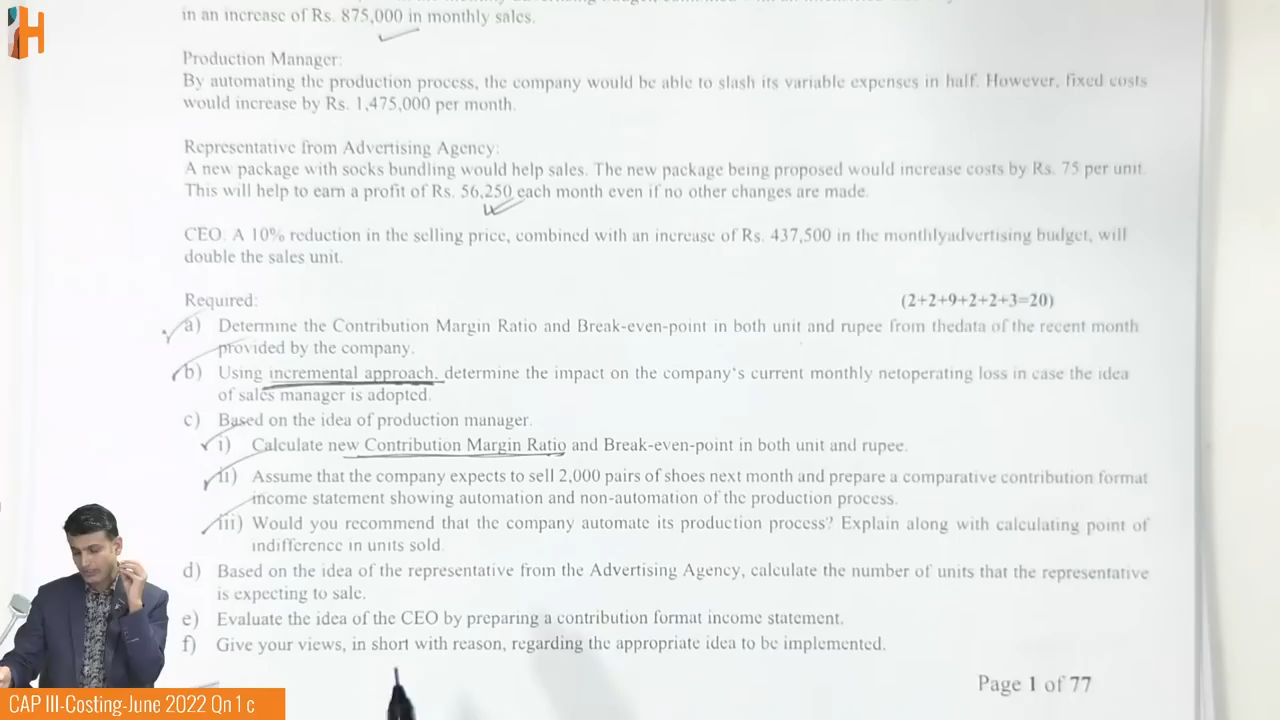 H
in an increase of Rs. 875,000 in monthly sales.
Production Manager:
By automating the production process, the company would be able to slash its variable expenses in half. However, fixed costs
would increase by Rs. 1,475,000 per month.
Representative from Advertising Agency:
A new package with socks bundling would help sales. The new package being proposed would increase costs by Rs. 75 per unit.
This will help to earn a profit of Rs. 56,250 each month even if no other changes are made.
CEO: A 10% reduction in the selling price, combined with an increase of Rs. 437,500 in the monthlyadvertising budget, will
double the sales unit.
Required: (2+2+9+2+2+3=20)
a) Determine the Contribution Margin Ratio and Break-even-point in both unit and rupee from thedata of the recent month
provided by the company.
b) Using incremental approach, determine the impact on the company's current monthly netoperating loss in case the idea
of sales manager is adopted.
c) Based on the idea of production manager.
i) Calculate new Contribution Margin Ratio and Break-even-point in both unit and rupee.
ii) Assume that the company expects to sell 2,000 pairs of shoes next month and prepare a comparative contribution format
income statement showing automation and non-automation of the production process.
iii) Would you recommend that the company automate its production process? Explain along with calculating point of
indifference in units sold.
d) Based on the idea of the representative from the Advertising Agency, calculate the number of units that the representative
is expecting to sale.
e) Evaluate the idea of the CEO by preparing a contribution format income statement.
f) Give your views, in short with reason, regarding the appropriate idea to be implemented.
Page 1 of 77
CAP III-Costing-June 2022 Qn 1 c